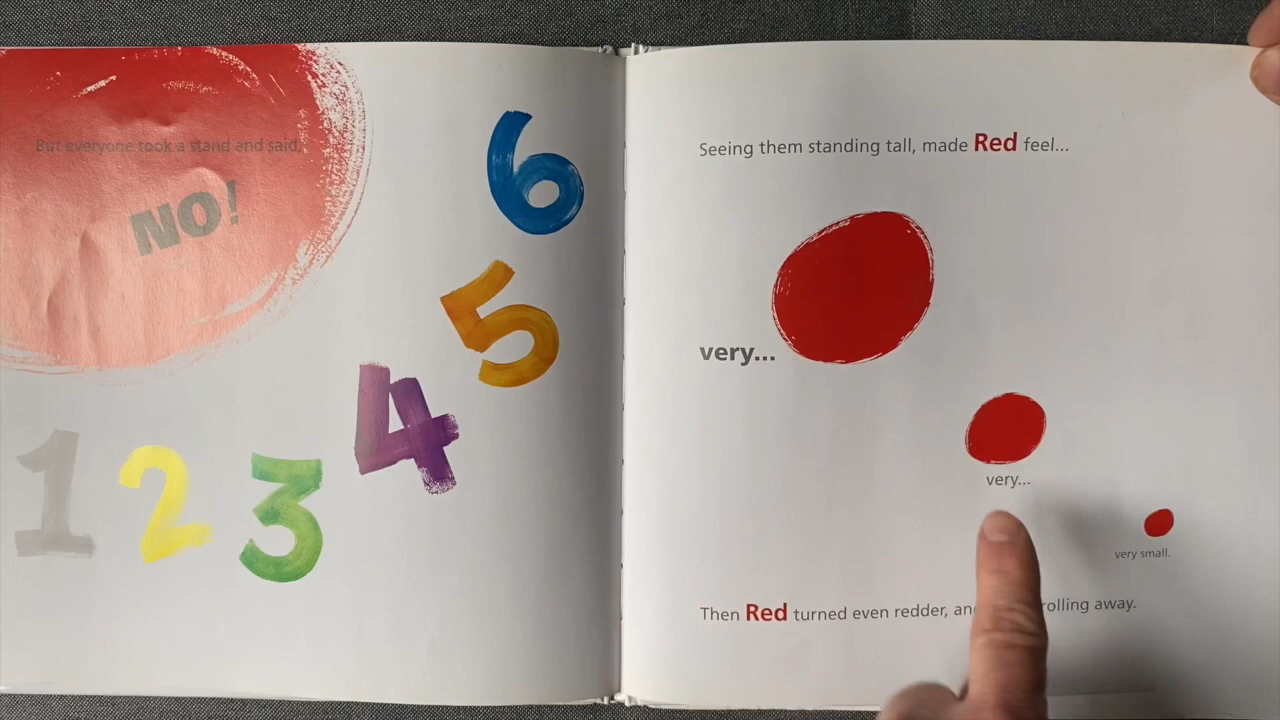 But everyone took a stand and said,
NO!
6
5
4
1 2 3
Seeing them standing tall, made Red feel...
very...
very...
very small.
Then Red turned even redder, an rolling away.